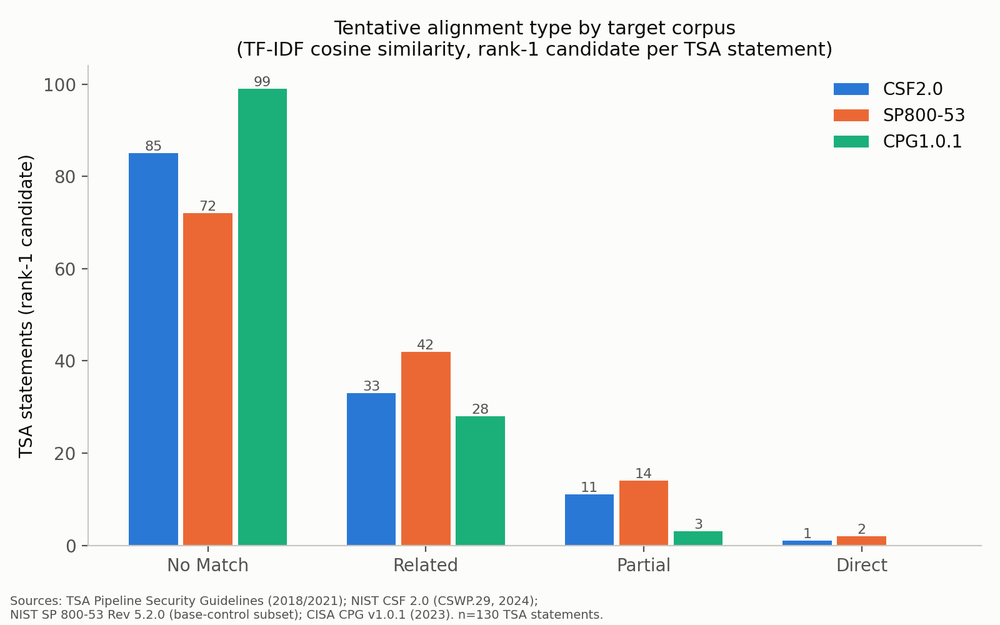 Tentative alignment type by target corpus
(TF-IDF cosine similarity, rank-1 candidate per TSA statement)
TSA statements (rank-1 candidate)
100
80
60
40
20
0
CSF2.0
SP800-53
CPG1.0.1
85
72
99
33
42
28
11
14
3
1
2
No Match
Related
Partial
Direct
Sources: TSA Pipeline Security Guidelines (2018/2021); NIST CSF 2.0 (CSWP.29, 2024);
NIST SP 800-53 Rev 5.2.0 (base-control subset); CISA CPG v1.0.1 (2023). n=130 TSA statements.